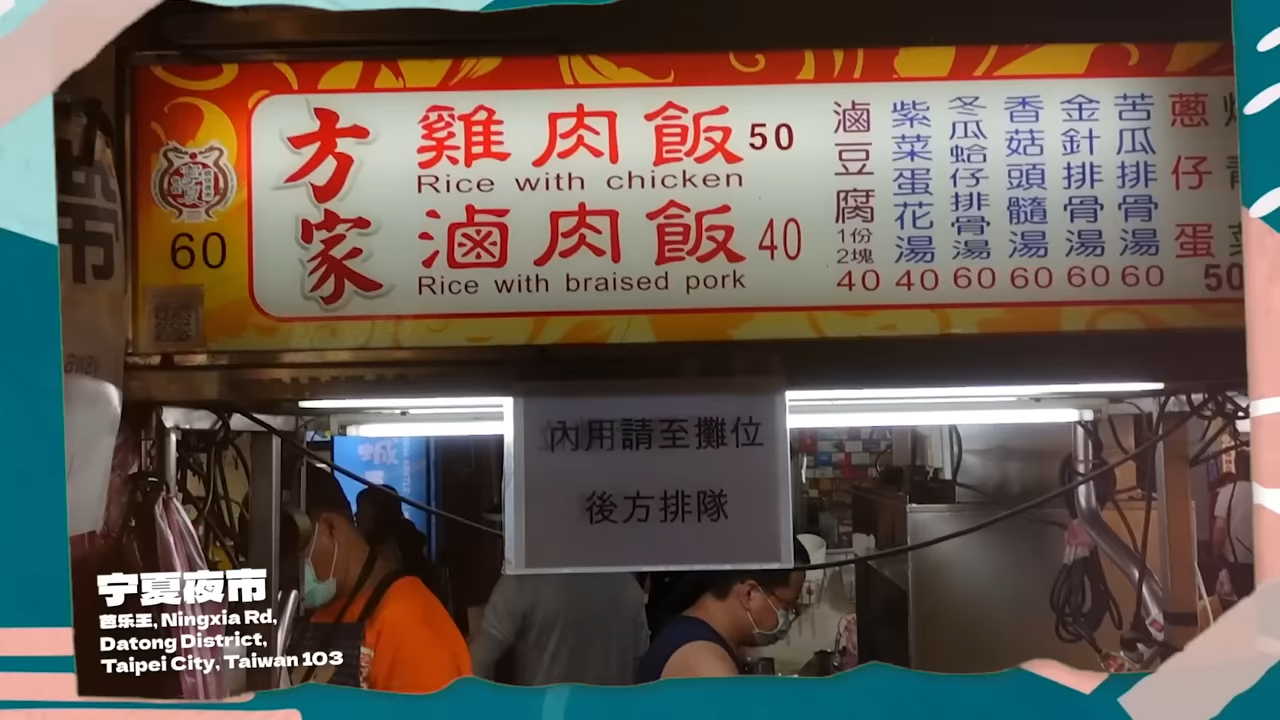 方家
60
雞肉飯 50
Rice with chicken
滷肉飯 40
Rice with braised pork
滷豆腐 1份2塊 40
紫菜蛋花湯 40
冬瓜蛤仔排骨湯 60
香菇頭髓湯 60
金針排骨湯 60
苦瓜排骨湯 60
蔥仔蛋 50
內用請至攤位
後方排隊
宁夏夜市
芭乐王, Ningxia Rd,
Datong District,
Taipei City, Taiwan 103